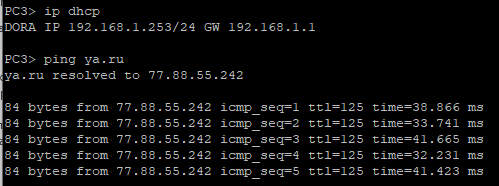 PC3> ip dhcp
DORA IP 192.168.1.253/24 GW 192.168.1.1
PC3> ping ya.ru
ya.ru resolved to 77.88.55.242
84 bytes from 77.88.55.242 icmp_seq=1 ttl=125 time=38.866 ms
84 bytes from 77.88.55.242 icmp_seq=2 ttl=125 time=33.741 ms
84 bytes from 77.88.55.242 icmp_seq=3 ttl=125 time=41.665 ms
84 bytes from 77.88.55.242 icmp_seq=4 ttl=125 time=32.231 ms
84 bytes from 77.88.55.242 icmp_seq=5 ttl=125 time=41.423 ms